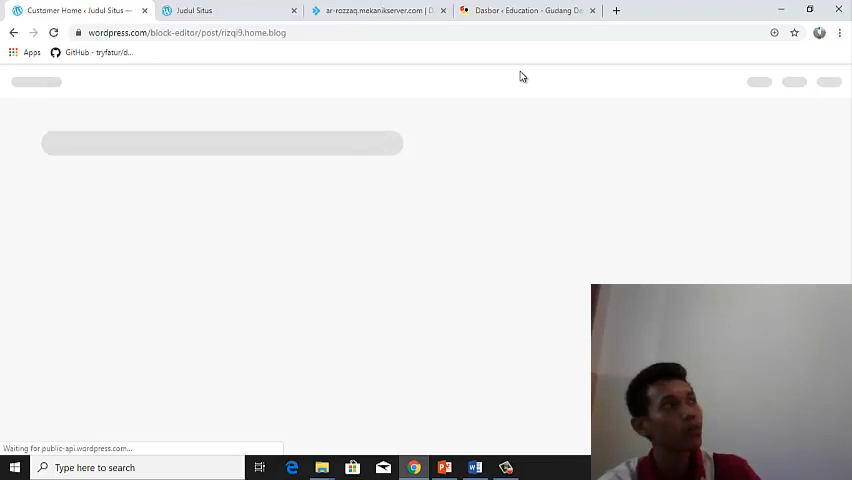 Customer Home ‹ Judul Situs —
Judul Situs
ar-rozzaq.mekanikserver.com | D
Dasbor ‹ Education - Gudang De
wordpress.com/block-editor/post/rizqi9.home.blog
Apps
GitHub - tryfatur/d...
Waiting for public-api.wordpress.com...
Type here to search